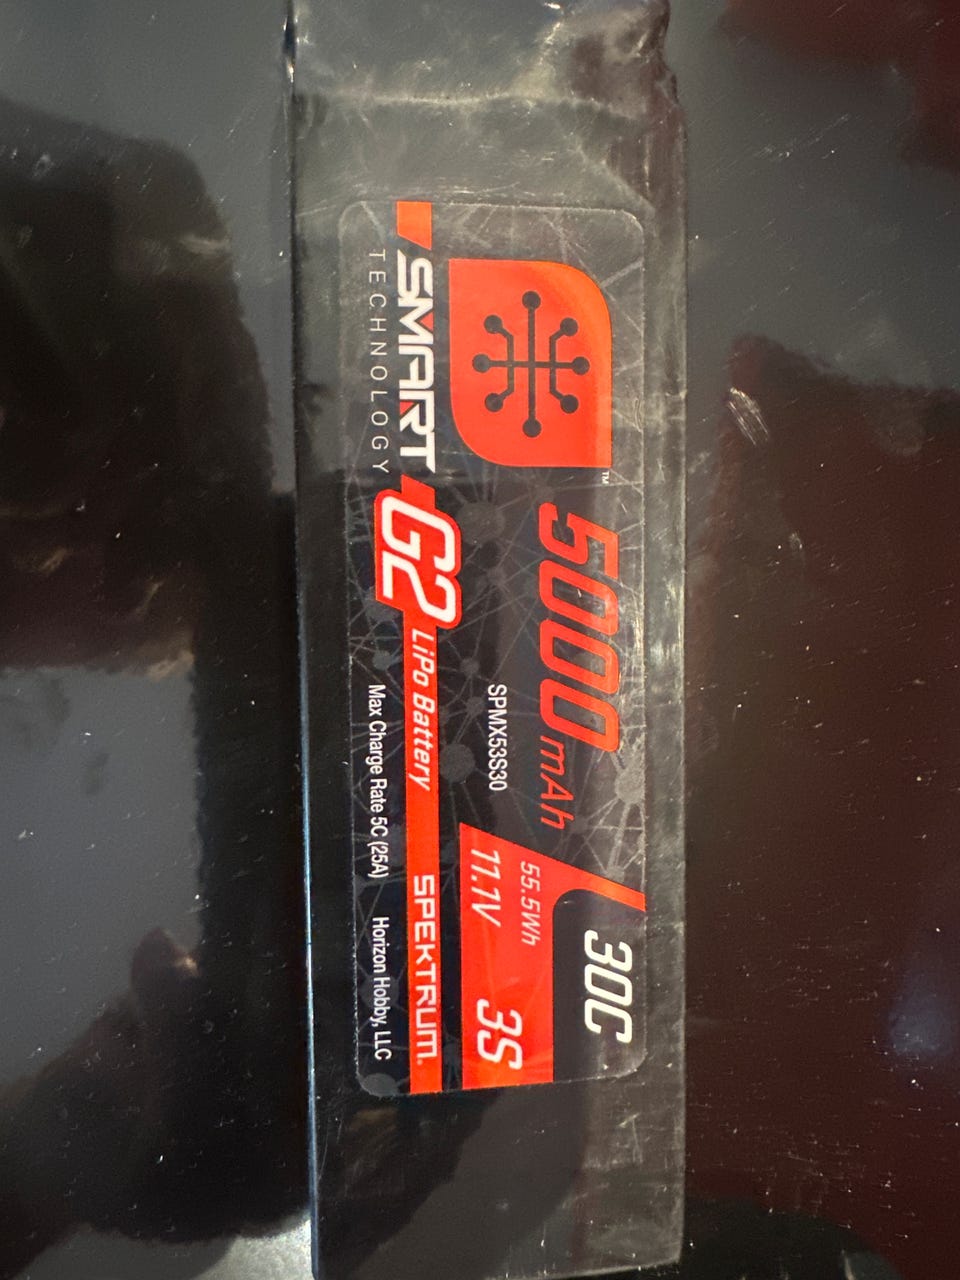 ™
5000mAh
30C
SPMX53S30
55.5Wh
11.1V
3S
SMART
TECHNOLOGY
G2
LiPo Battery
SPEKTRUM®
Max Charge Rate 5C (25A)
Horizon Hobby, LLC